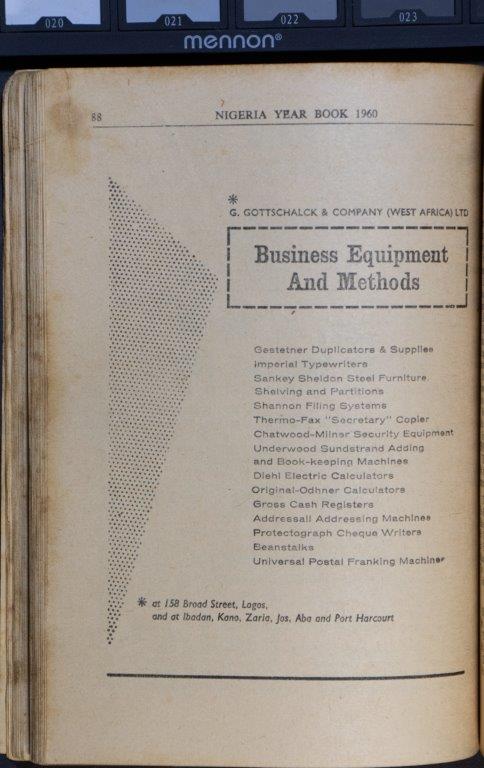 020 021 022 023
mennon®
88 NIGERIA YEAR BOOK 1960
*
G. GOTTSCHALCK & COMPANY (WEST AFRICA) LTD
Business Equipment
And Methods
Gestetner Duplicators & Supplies
Imperial Typewriters
Sankey Sheldon Steel Furniture
Shelving and Partitions
Shannon Filing Systems
Thermo-Fax "Secretary" Copier
Chatwood-Milner Security Equipment
Underwood Sundstrand Adding
and Book-keeping Machines
Diehl Electric Calculators
Original-Odhner Calculators
Gross Cash Registers
Addressall Addressing Machines
Protectograph Cheque Writers
Beanstalks
Universal Postal Franking Machines
* at 158 Broad Street, Lagos,
and at Ibadan, Kano, Zaria, Jos, Aba and Port Harcourt